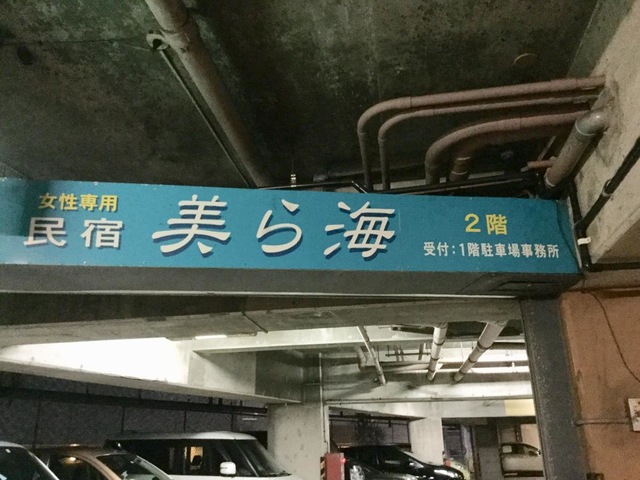 女性専用
民宿 美ら海
2階
受付:1階駐車場事務所